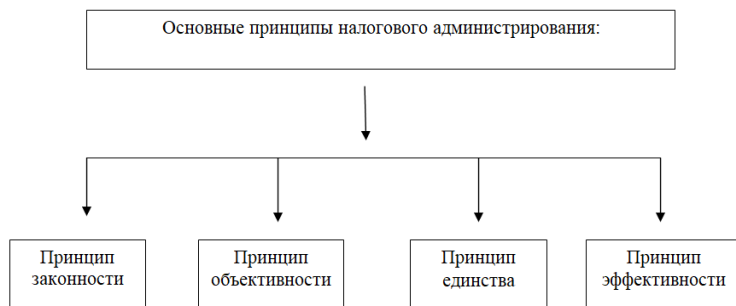 Основные принципы налогового администрирования:
Принцип
законности
Принцип
объективности
Принцип
единства
Принцип
эффективности